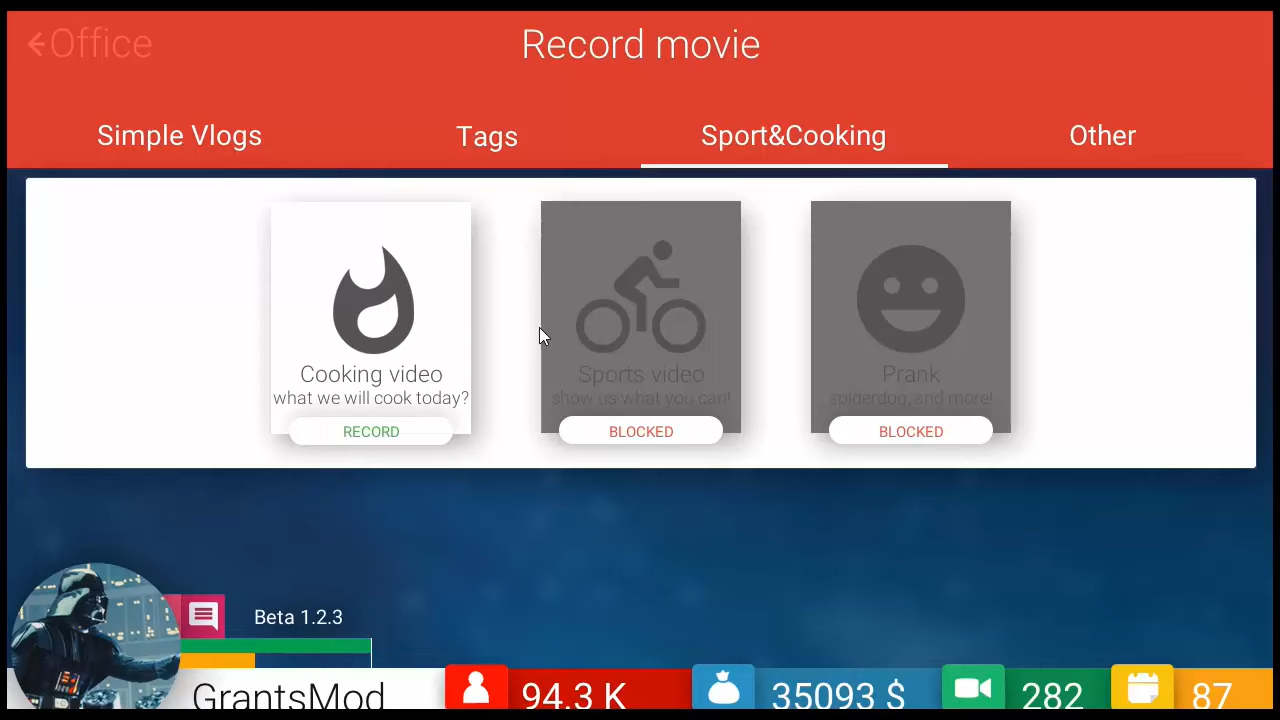 Office
Record movie
Simple Vlogs
Tags
Sport&Cooking
Other
Cooking video
what we will cook today?
RECORD
Sports video
show us what you can!
BLOCKED
Prank
spiderdog, and more!
BLOCKED
Beta 1.2.3
GrantsMod
94.3 K
35093 $
282
87